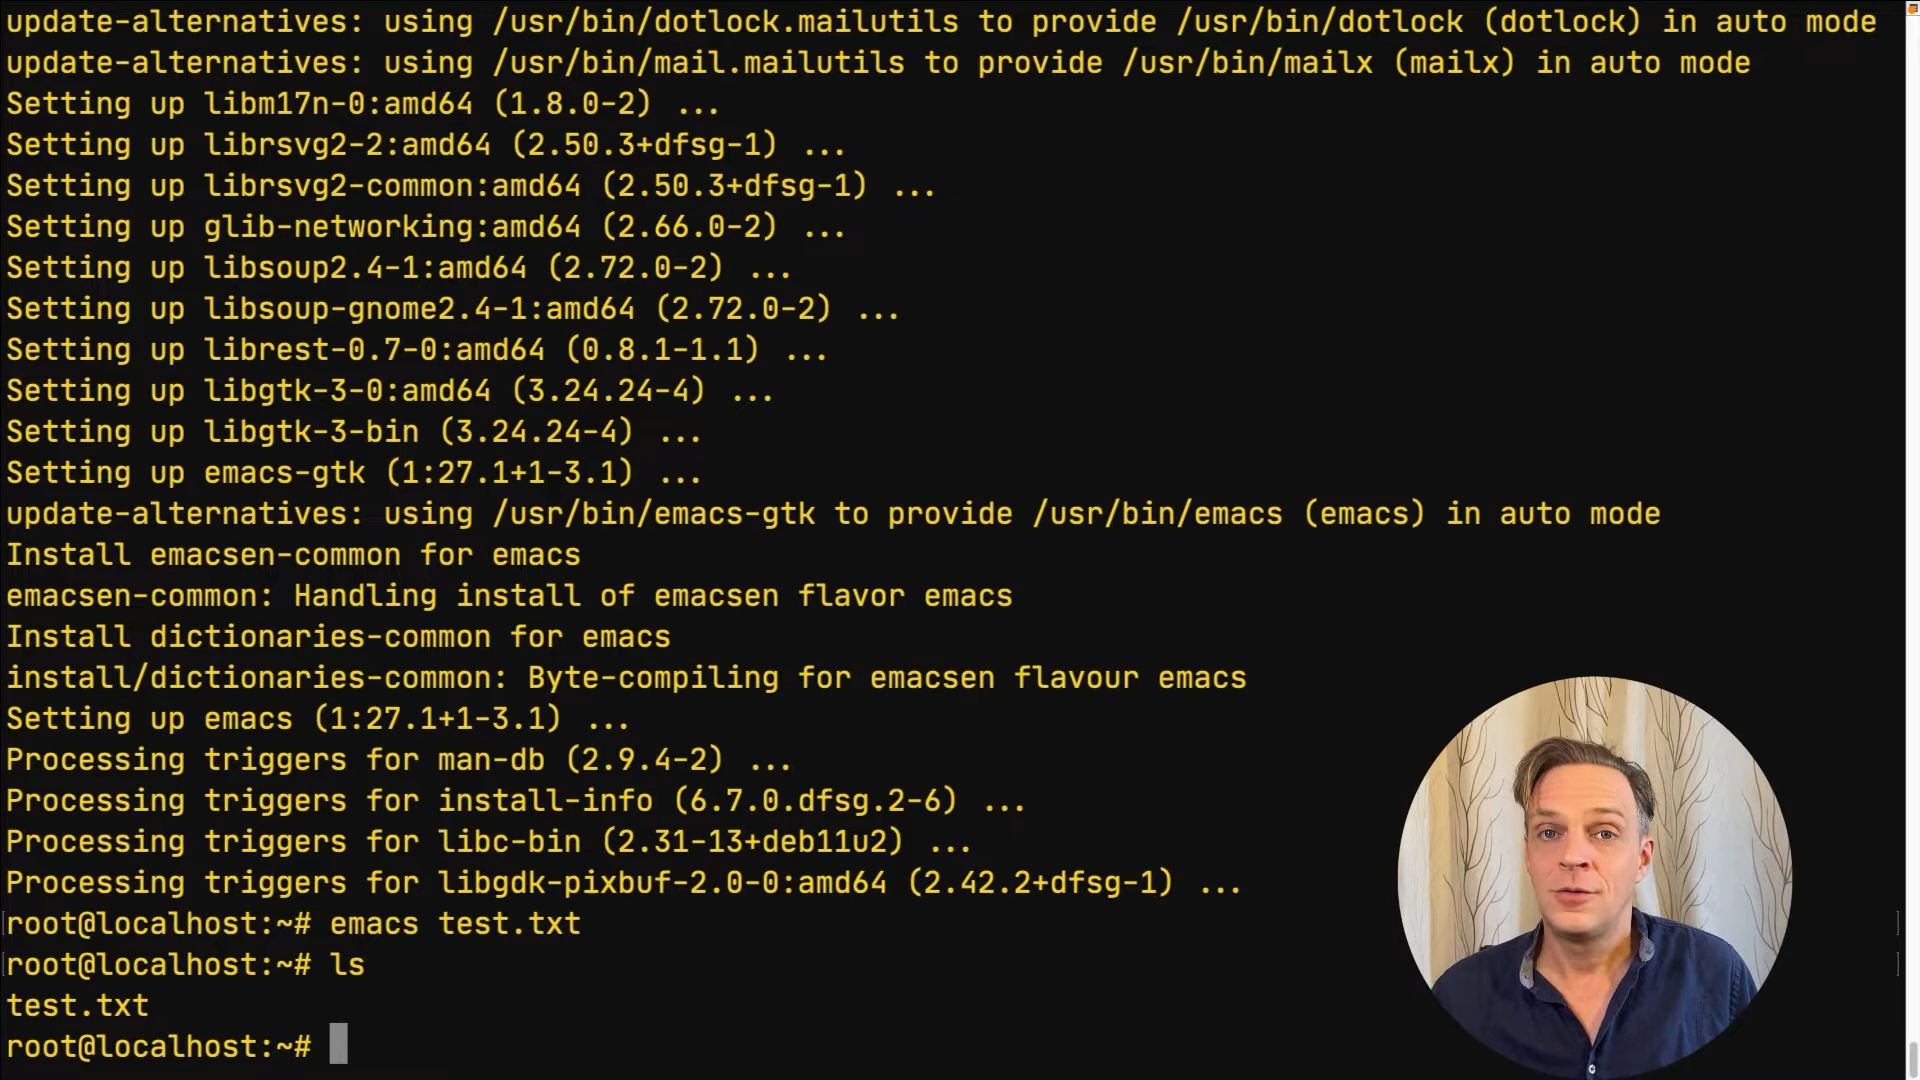 update-alternatives: using /usr/bin/dotlock.mailutils to provide /usr/bin/dotlock (dotlock) in auto mode
update-alternatives: using /usr/bin/mail.mailutils to provide /usr/bin/mailx (mailx) in auto mode
Setting up libm17n-0:amd64 (1.8.0-2) ...
Setting up librsvg2-2:amd64 (2.50.3+dfsg-1) ...
Setting up librsvg2-common:amd64 (2.50.3+dfsg-1) ...
Setting up glib-networking:amd64 (2.66.0-2) ...
Setting up libsoup2.4-1:amd64 (2.72.0-2) ...
Setting up libsoup-gnome2.4-1:amd64 (2.72.0-2) ...
Setting up librest-0.7-0:amd64 (0.8.1-1.1) ...
Setting up libgtk-3-0:amd64 (3.24.24-4) ...
Setting up libgtk-3-bin (3.24.24-4) ...
Setting up emacs-gtk (1:27.1+1-3.1) ...
update-alternatives: using /usr/bin/emacs-gtk to provide /usr/bin/emacs (emacs) in auto mode
Install emacsen-common for emacs
emacsen-common: Handling install of emacsen flavor emacs
Install dictionaries-common for emacs
install/dictionaries-common: Byte-compiling for emacsen flavour emacs
Setting up emacs (1:27.1+1-3.1) ...
Processing triggers for man-db (2.9.4-2) ...
Processing triggers for install-info (6.7.0.dfsg.2-6) ...
Processing triggers for libc-bin (2.31-13+deb11u2) ...
Processing triggers for libgdk-pixbuf-2.0-0:amd64 (2.42.2+dfsg-1) ...
root@localhost:~# emacs test.txt
root@localhost:~# ls
test.txt
root@localhost:~#